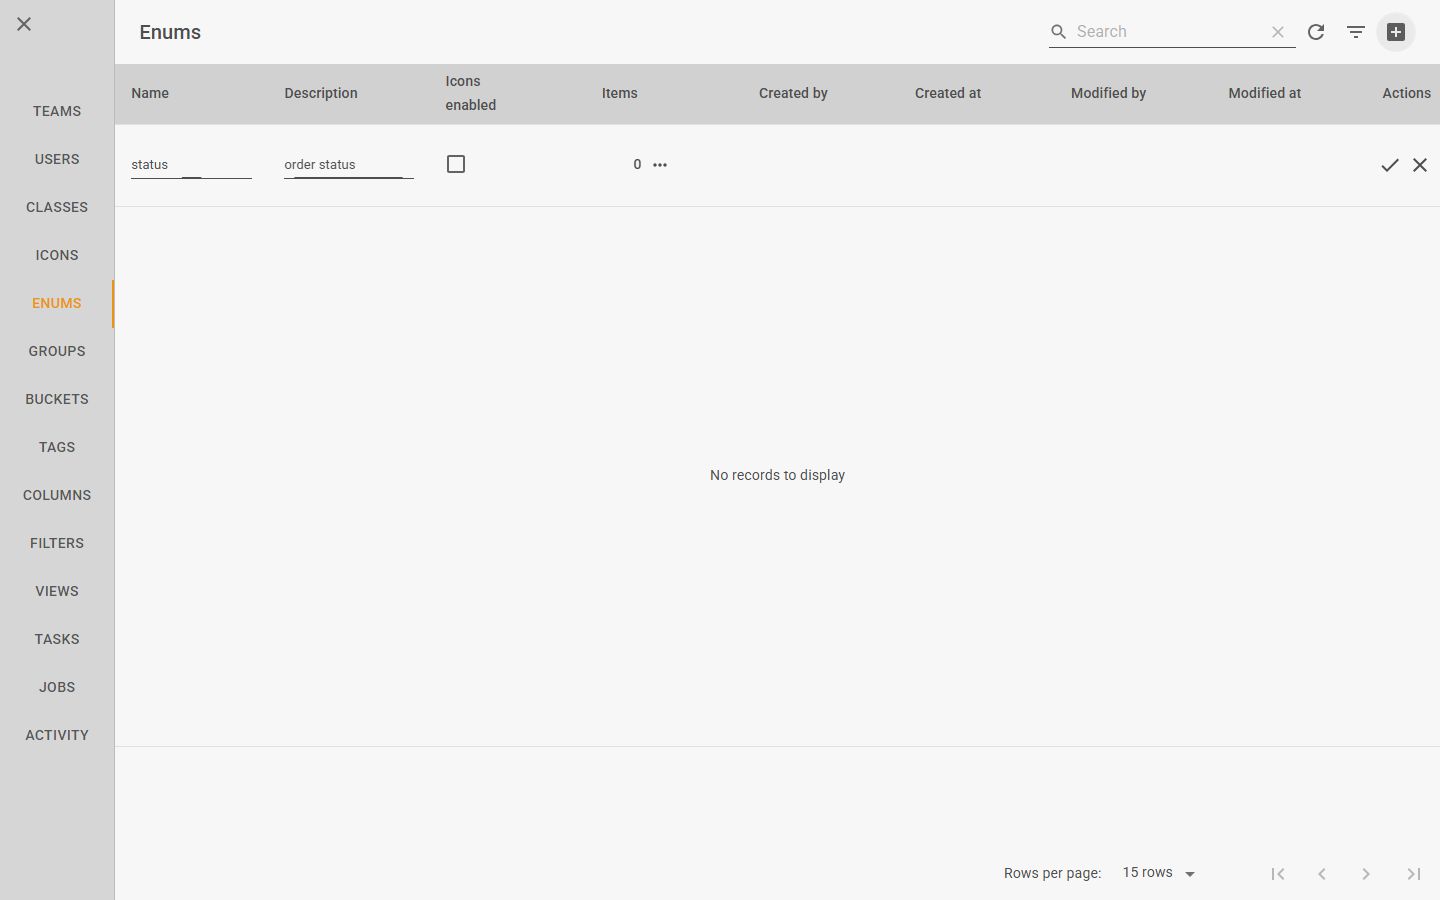 Enums
Search
TEAMS
USERS
CLASSES
ICONS
ENUMS
GROUPS
BUCKETS
TAGS
COLUMNS
FILTERS
VIEWS
TASKS
JOBS
ACTIVITY
Name
Description
Icons
enabled
Items
Created by
Created at
Modified by
Modified at
Actions
status
order status
0
No records to display
Rows per page:
15 rows